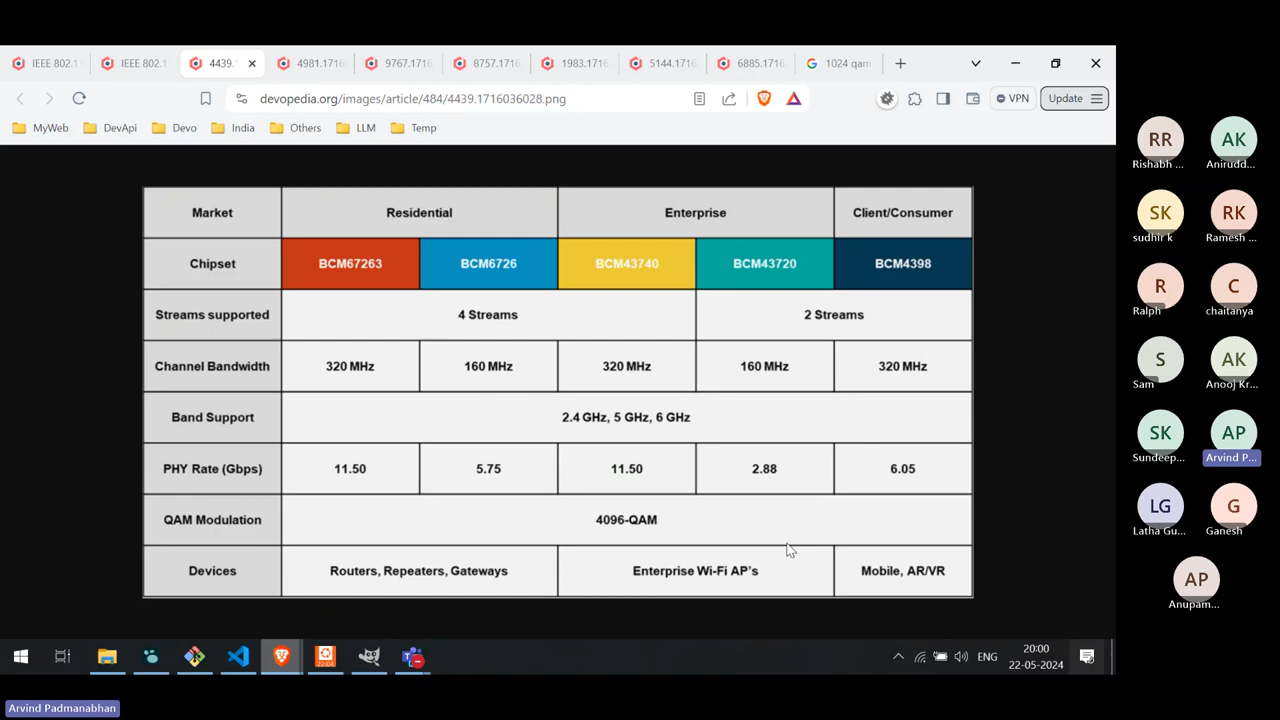 IEEE 802.1
IEEE 802.1
4439.
4981.1716
9767.1716
8757.1716
1983.1716
5144.1716
6885.1716
1024 qam
devopedia.org/images/article/484/4439.1716036028.png
VPN
Update
MyWeb
DevApi
Devo
India
Others
LLM
Temp
Market Residential Enterprise Client/Consumer
Chipset BCM67263 BCM6726 BCM43740 BCM43720 BCM4398
Streams supported 4 Streams 2 Streams
Channel Bandwidth 320 MHz 160 MHz 320 MHz 160 MHz 320 MHz
Band Support 2.4 GHz, 5 GHz, 6 GHz
PHY Rate (Gbps) 11.50 5.75 11.50 2.88 6.05
QAM Modulation 4096-QAM
Devices Routers, Repeaters, Gateways Enterprise Wi-Fi AP's Mobile, AR/VR
RR AK
Rishabh ... Anirudd...
SK RK
sudhir k Ramesh ...
R C
Ralph chaitanya
S AK
Sam Anooj Kr...
SK AP
Sundeep... Arvind P...
LG G
Latha Gu... Ganesh
AP
Anupam...
22.04
ENG
20:00
22-05-2024
Arvind Padmanabhan